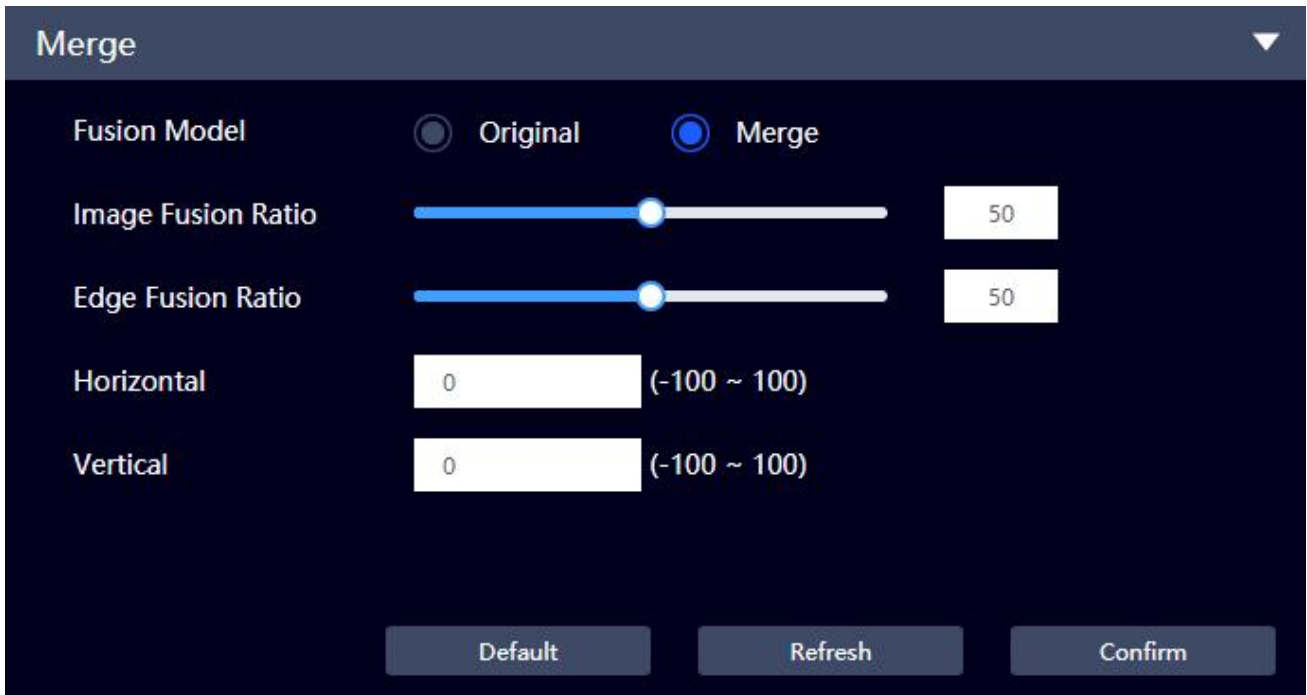 Merge
Fusion Model Original Merge
Image Fusion Ratio 50
Edge Fusion Ratio 50
Horizontal 0 (-100 ~ 100)
Vertical 0 (-100 ~ 100)
Default Refresh Confirm